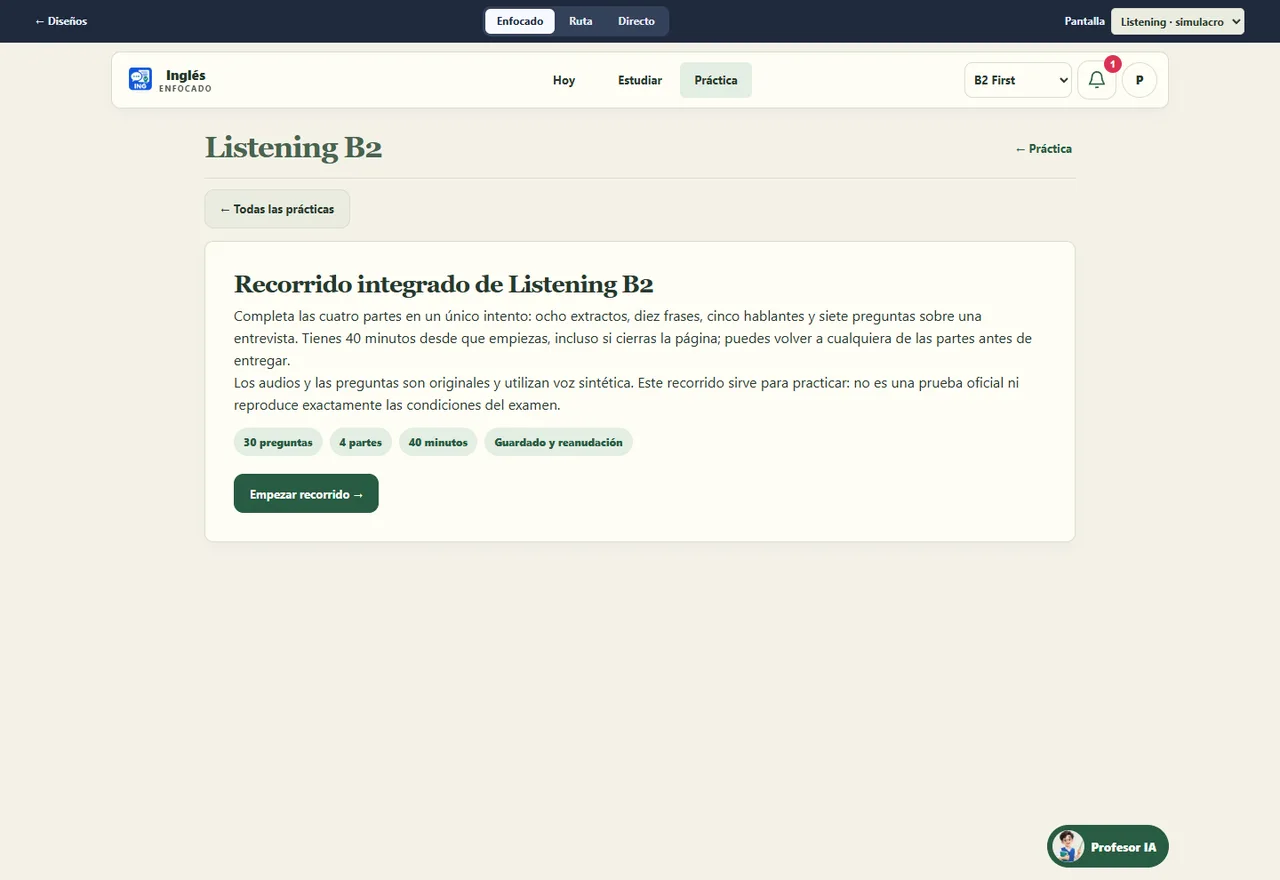 ← Diseños
Enfocado
Ruta
Directo
Pantalla
Listening · simulacro
ING
Inglés
ENFOCADO
Hoy
Estudiar
Práctica
B2 First
1
P
Listening B2
← Práctica
← Todas las prácticas
Recorrido integrado de Listening B2
Completa las cuatro partes en un único intento: ocho extractos, diez frases, cinco hablantes y siete preguntas sobre una
entrevista. Tienes 40 minutos desde que empiezas, incluso si cierras la página; puedes volver a cualquiera de las partes antes de
entregar.
Los audios y las preguntas son originales y utilizan voz sintética. Este recorrido sirve para practicar: no es una prueba oficial ni
reproduce exactamente las condiciones del examen.
30 preguntas
4 partes
40 minutos
Guardado y reanudación
Empezar recorrido →
Profesor IA